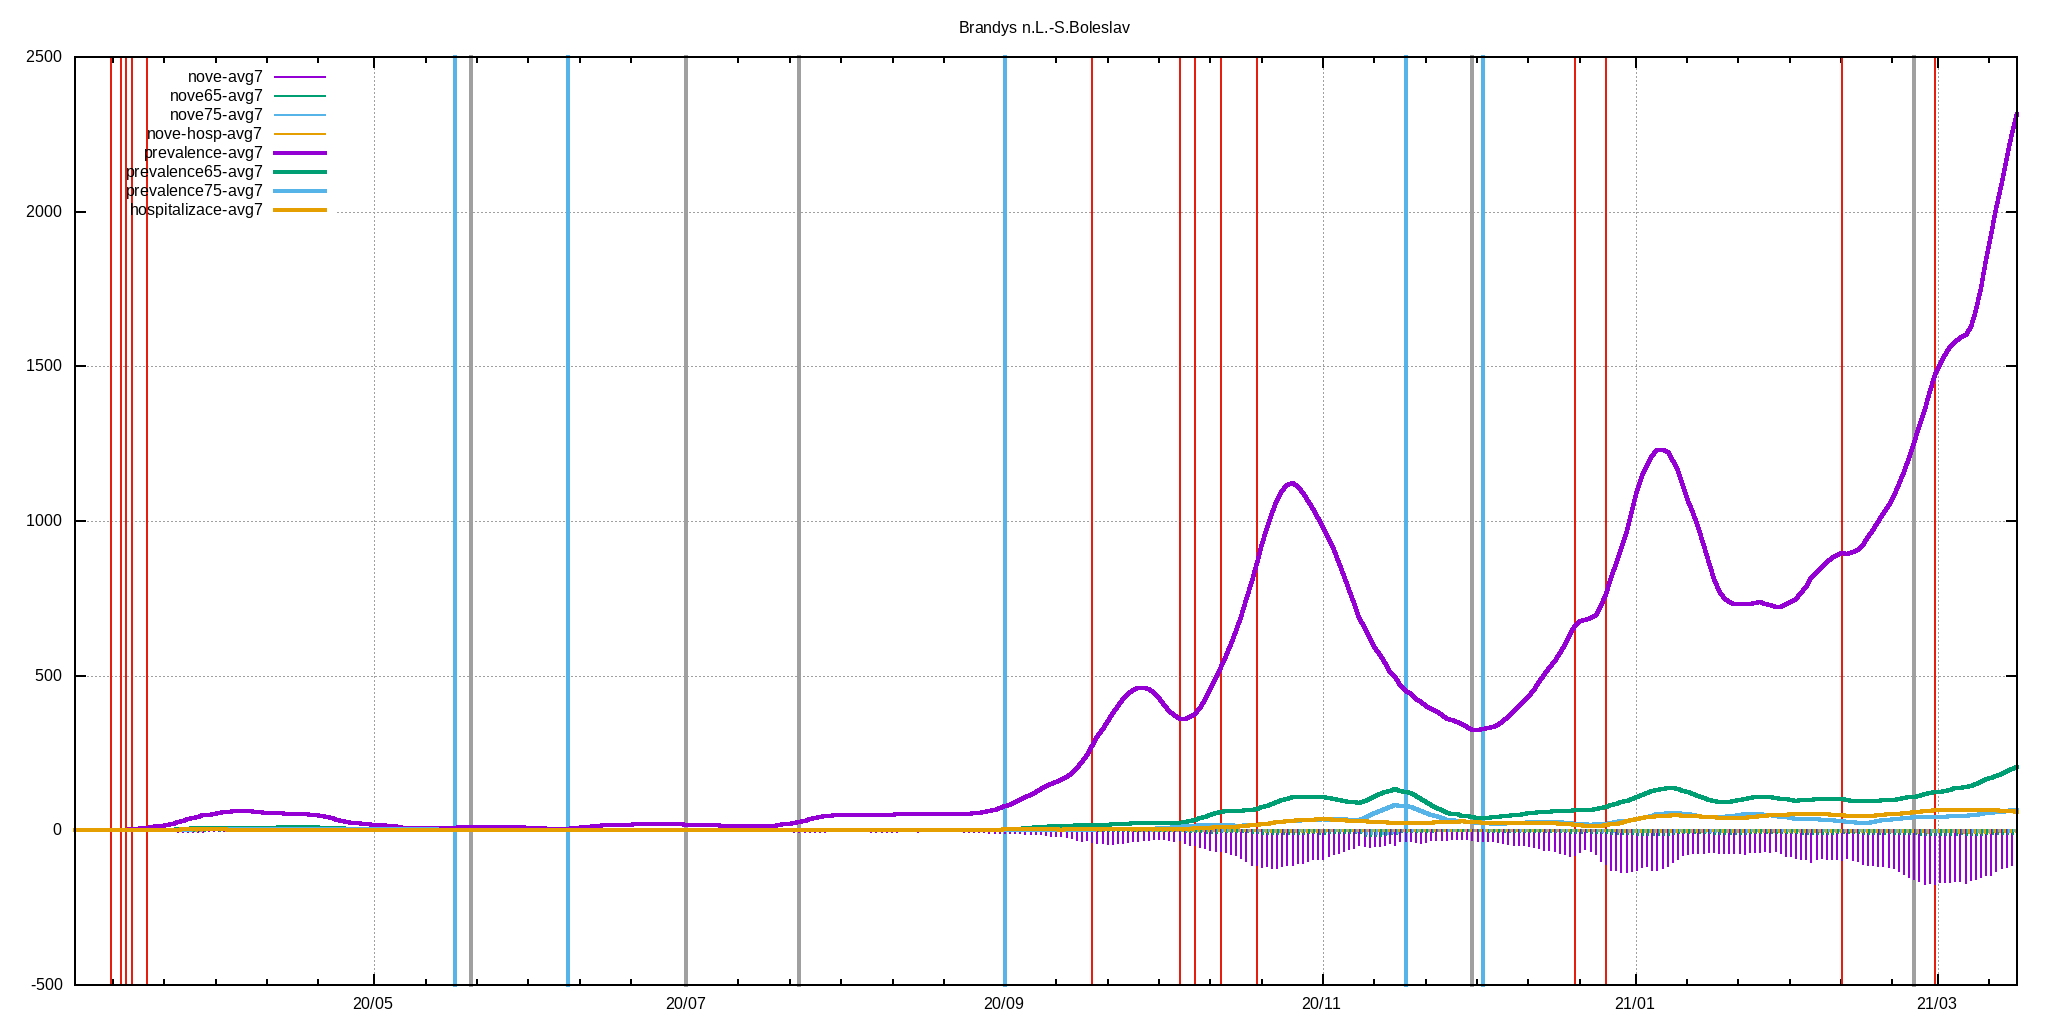 Brandys n.L.-S.Boleslav
2500
2000
1500
1000
500
0
-500
nove-avg7
nove65-avg7
nove75-avg7
nove-hosp-avg7
prevalence-avg7
prevalence65-avg7
prevalence75-avg7
hospitalizace-avg7
20/05
20/07
20/09
20/11
21/01
21/03